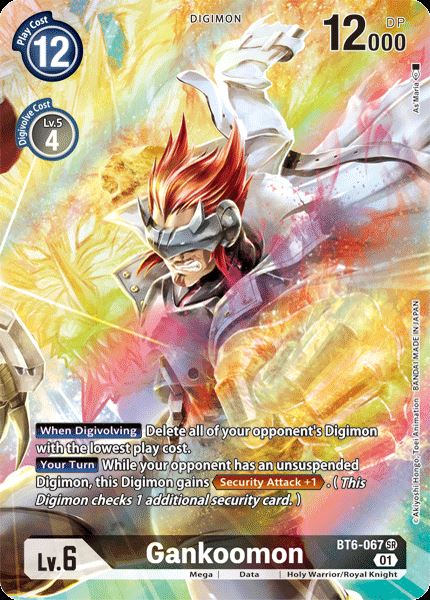 DIGIMON
Play Cost
12
12000
DP
Digivolve Cost
Lv.5
4
As'Maria
©Akiyoshi Hongo, Toei Animation · BANDAI MADE IN JAPAN
When Digivolving Delete all of your opponent's Digimon
with the lowest play cost.
Your Turn While your opponent has an unsuspended
Digimon, this Digimon gains Security Attack +1 . ( This
Digimon checks 1 additional security card. )
Lv.6
Gankoomon
BT6-067 SR
01
Mega | Data | Holy Warrior/Royal Knight